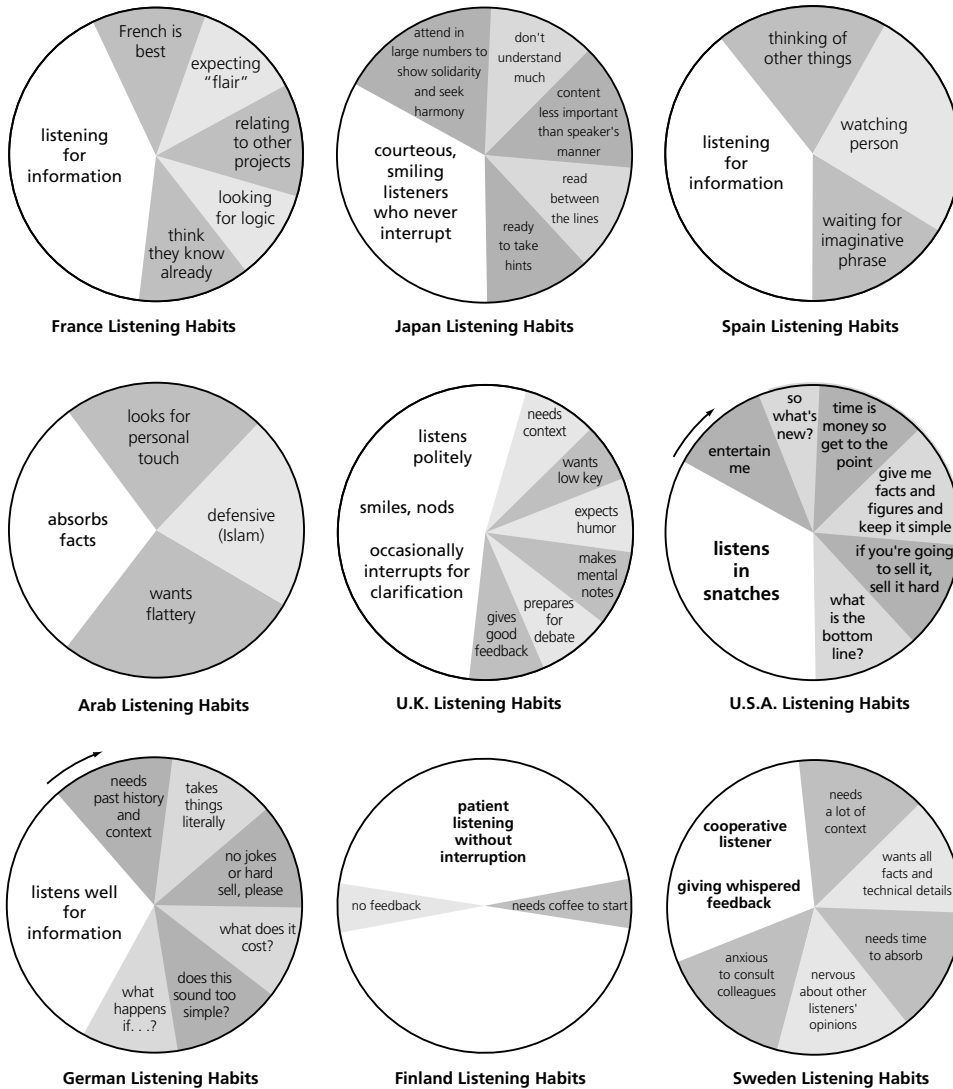 French is
best
expecting
“flair”
relating
to other
projects
looking
for logic
think
they know
already
listening
for
information
France Listening Habits
attend in
large numbers to
show solidarity
and seek
harmony
don't
understand
much
content
less important
than speaker's
manner
read
between
the lines
ready
to take
hints
courteous,
smiling
listeners
who never
interrupt
Japan Listening Habits
thinking of
other things
watching
person
waiting for
imaginative
phrase
listening
for
information
Spain Listening Habits
looks for
personal
touch
defensive
(Islam)
wants
flattery
absorbs
facts
Arab Listening Habits
needs
context
wants
low key
expects
humor
makes
mental
notes
prepares
for
debate
gives
good
feedback
listens
politely
smiles, nods
occasionally
interrupts for
clarification
U.K. Listening Habits
entertain
me
so
what's
new?
time is
money so
get to the
point
give me
facts and
figures and
keep it simple
if you're going
to sell it,
sell it hard
what
is the
bottom
line?
listens
in
snatches
U.S.A. Listening Habits
needs
past history
and
context
takes
things
literally
no jokes
or hard
sell, please
what does it
cost?
does this
sound too
simple?
what
happens
if. . .?
listens well
for
information
German Listening Habits
patient
listening
without
interruption
no feedback
needs coffee to start
Finland Listening Habits
needs
a lot of
context
wants all
facts and
technical details
needs time
to absorb
nervous
about other
listeners'
opinions
anxious
to consult
colleagues
cooperative
listener
giving whispered
feedback
Sweden Listening Habits